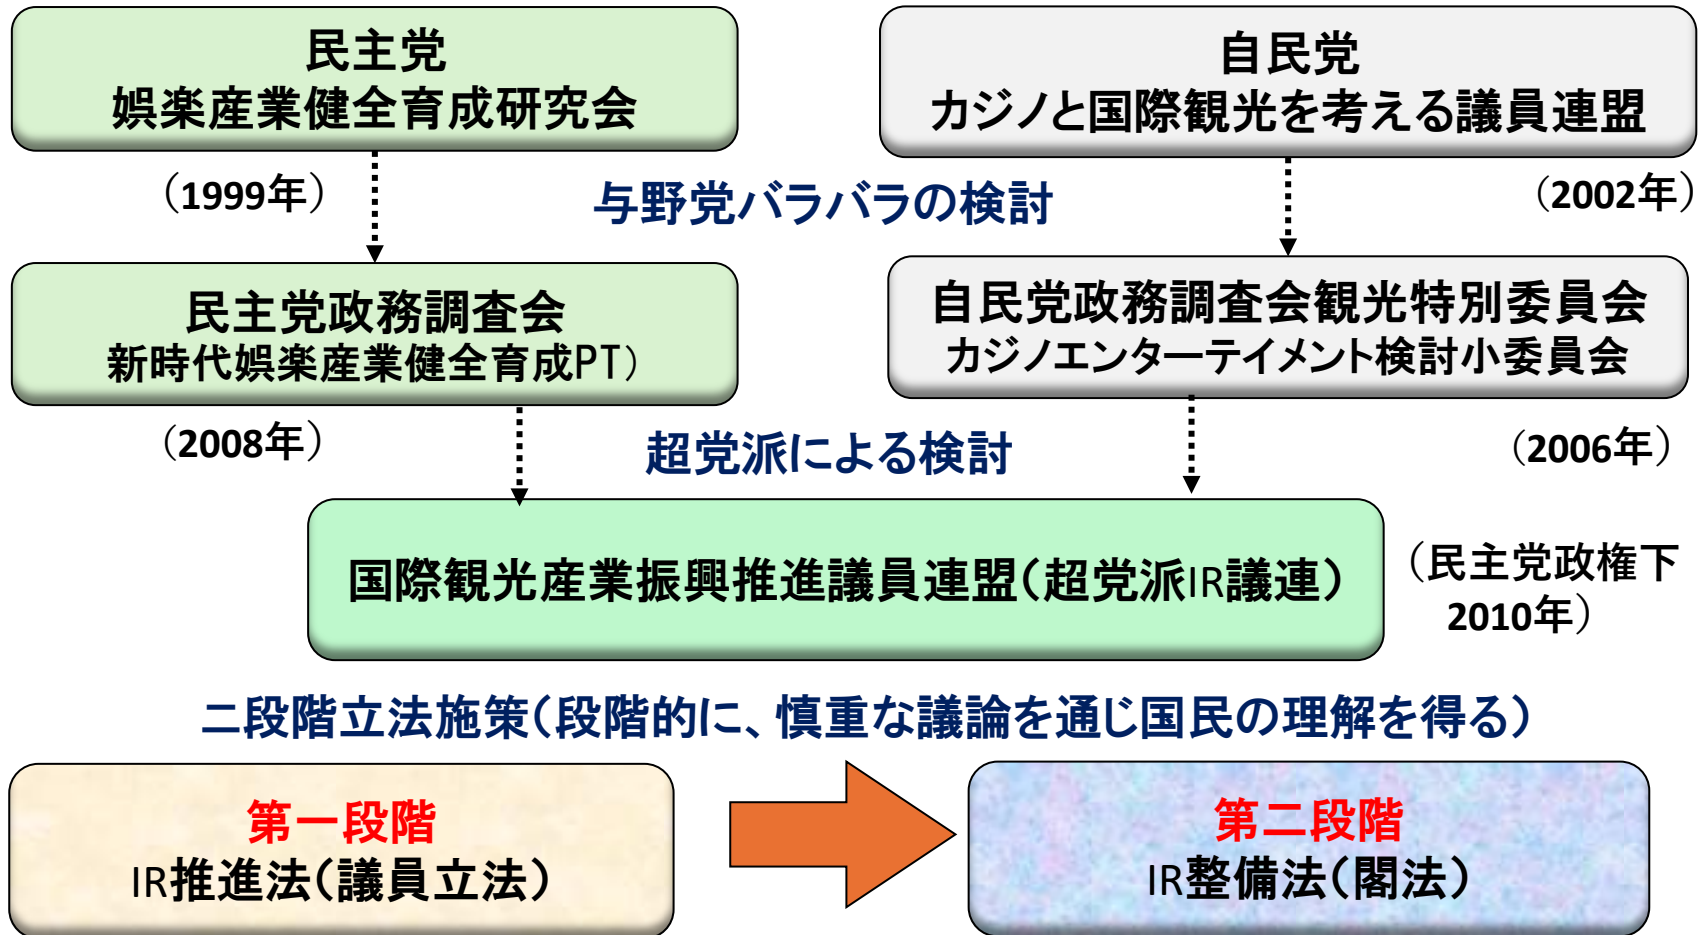 民主党
娯楽産業健全育成研究会
自民党
カジノと国際観光を考える議員連盟
（1999年）
与野党バラバラの検討
（2002年）
民主党政務調査会
新時代娯楽産業健全育成PT）
自民党政務調査会観光特別委員会
カジノエンターテイメント検討小委員会
（2008年）
超党派による検討
（2006年）
国際観光産業振興推進議員連盟（超党派IR議連）
（民主党政権下
2010年）
二段階立法施策（段階的に、慎重な議論を通じ国民の理解を得る）
第一段階
IR推進法（議員立法）
第二段階
IR整備法（閣法）